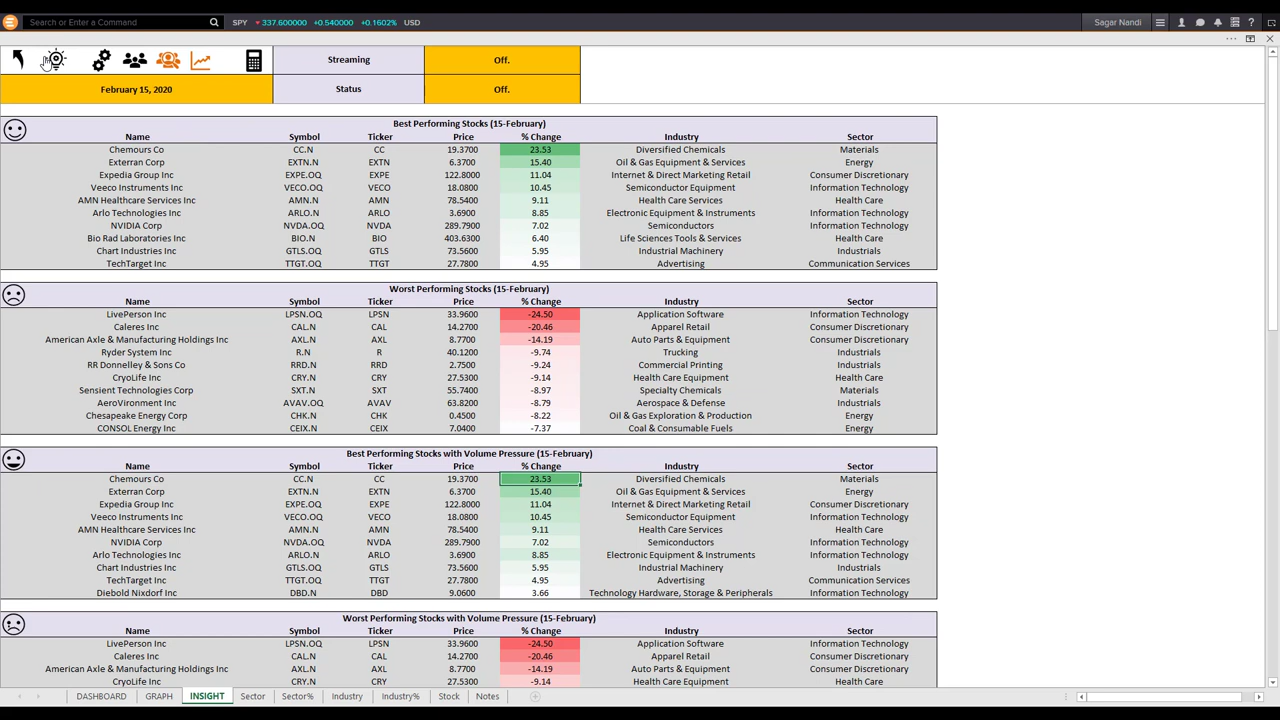 Search or Enter a Command SPY 337.600000 +0.540000 +0.1602% USD Sagar Nandi
Streaming Off.
February 15, 2020 Status Off.
Best Performing Stocks (15-February)
Name Symbol Ticker Price % Change Industry Sector
Chemours Co CC.N CC 19.3700 23.53 Diversified Chemicals Materials
Exterran Corp EXTN.N EXTN 6.3700 15.40 Oil & Gas Equipment & Services Energy
Expedia Group Inc EXPE.OQ EXPE 122.8000 11.04 Internet & Direct Marketing Retail Consumer Discretionary
Veeco Instruments Inc VECO.OQ VECO 18.0800 10.45 Semiconductor Equipment Information Technology
AMN Healthcare Services Inc AMN.N AMN 78.5400 9.11 Health Care Services Health Care
Arlo Technologies Inc ARLO.N ARLO 3.6900 8.85 Electronic Equipment & Instruments Information Technology
NVIDIA Corp NVDA.OQ NVDA 289.7900 7.02 Semiconductors Information Technology
Bio Rad Laboratories Inc BIO.N BIO 403.6300 6.40 Life Sciences Tools & Services Health Care
Chart Industries Inc GTLS.OQ GTLS 73.5600 5.95 Industrial Machinery Industrials
TechTarget Inc TTGT.OQ TTGT 27.7800 4.95 Advertising Communication Services
Worst Performing Stocks (15-February)
Name Symbol Ticker Price % Change Industry Sector
LivePerson Inc LPSN.OQ LPSN 33.9600 -24.50 Application Software Information Technology
Caleres Inc CAL.N CAL 14.2700 -20.46 Apparel Retail Consumer Discretionary
American Axle & Manufacturing Holdings Inc AXL.N AXL 8.7700 -14.19 Auto Parts & Equipment Consumer Discretionary
Ryder System Inc R.N R 40.1200 -9.74 Trucking Industrials
RR Donnelley & Sons Co RRD.N RRD 2.7500 -9.24 Commercial Printing Industrials
CryoLife Inc CRY.N CRY 27.5300 -9.14 Health Care Equipment Health Care
Sensient Technologies Corp SXT.N SXT 55.7400 -8.97 Specialty Chemicals Materials
AeroVironment Inc AVAV.OQ AVAV 63.8200 -8.79 Aerospace & Defense Industrials
Chesapeake Energy Corp CHK.N CHK 0.4500 -8.22 Oil & Gas Exploration & Production Energy
CONSOL Energy Inc CEIX.N CEIX 7.0400 -7.37 Coal & Consumable Fuels Energy
Best Performing Stocks with Volume Pressure (15-February)
Name Symbol Ticker Price % Change Industry Sector
Chemours Co CC.N CC 19.3700 23.53 Diversified Chemicals Materials
Exterran Corp EXTN.N EXTN 6.3700 15.40 Oil & Gas Equipment & Services Energy
Expedia Group Inc EXPE.OQ EXPE 122.8000 11.04 Internet & Direct Marketing Retail Consumer Discretionary
Veeco Instruments Inc VECO.OQ VECO 18.0800 10.45 Semiconductor Equipment Information Technology
AMN Healthcare Services Inc AMN.N AMN 78.5400 9.11 Health Care Services Health Care
NVIDIA Corp NVDA.OQ NVDA 289.7900 7.02 Semiconductors Information Technology
Arlo Technologies Inc ARLO.N ARLO 3.6900 8.85 Electronic Equipment & Instruments Information Technology
Chart Industries Inc GTLS.OQ GTLS 73.5600 5.95 Industrial Machinery Industrials
TechTarget Inc TTGT.OQ TTGT 27.7800 4.95 Advertising Communication Services
Diebold Nixdorf Inc DBD.N DBD 9.0600 3.66 Technology Hardware, Storage & Peripherals Information Technology
Worst Performing Stocks with Volume Pressure (15-February)
Name Symbol Ticker Price % Change Industry Sector
LivePerson Inc LPSN.OQ LPSN 33.9600 -24.50 Application Software Information Technology
Caleres Inc CAL.N CAL 14.2700 -20.46 Apparel Retail Consumer Discretionary
American Axle & Manufacturing Holdings Inc AXL.N AXL 8.7700 -14.19 Auto Parts & Equipment Consumer Discretionary
CryoLife Inc CRY.N CRY 27.5300 -9.14 Health Care Equipment Health Care
DASHBOARD GRAPH INSIGHT Sector Sector% Industry Industry% Stock Notes